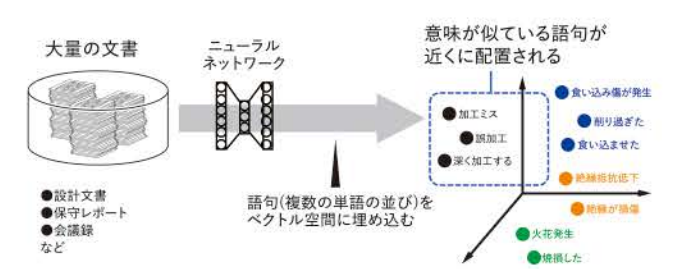 大量の文書
ニューラル
ネットワーク
意味が似ている語句が
近くに配置される
●設計文書
●保守レポート
●会議録
など
語句(複数の単語の並び)を
ベクトル空間に埋め込む
加工ミス
誤加工
深く加工する
食い込み傷が発生
削り過ぎた
食い込ませた
絶縁抵抗低下
絶縁が損傷
火花発生
焼損した